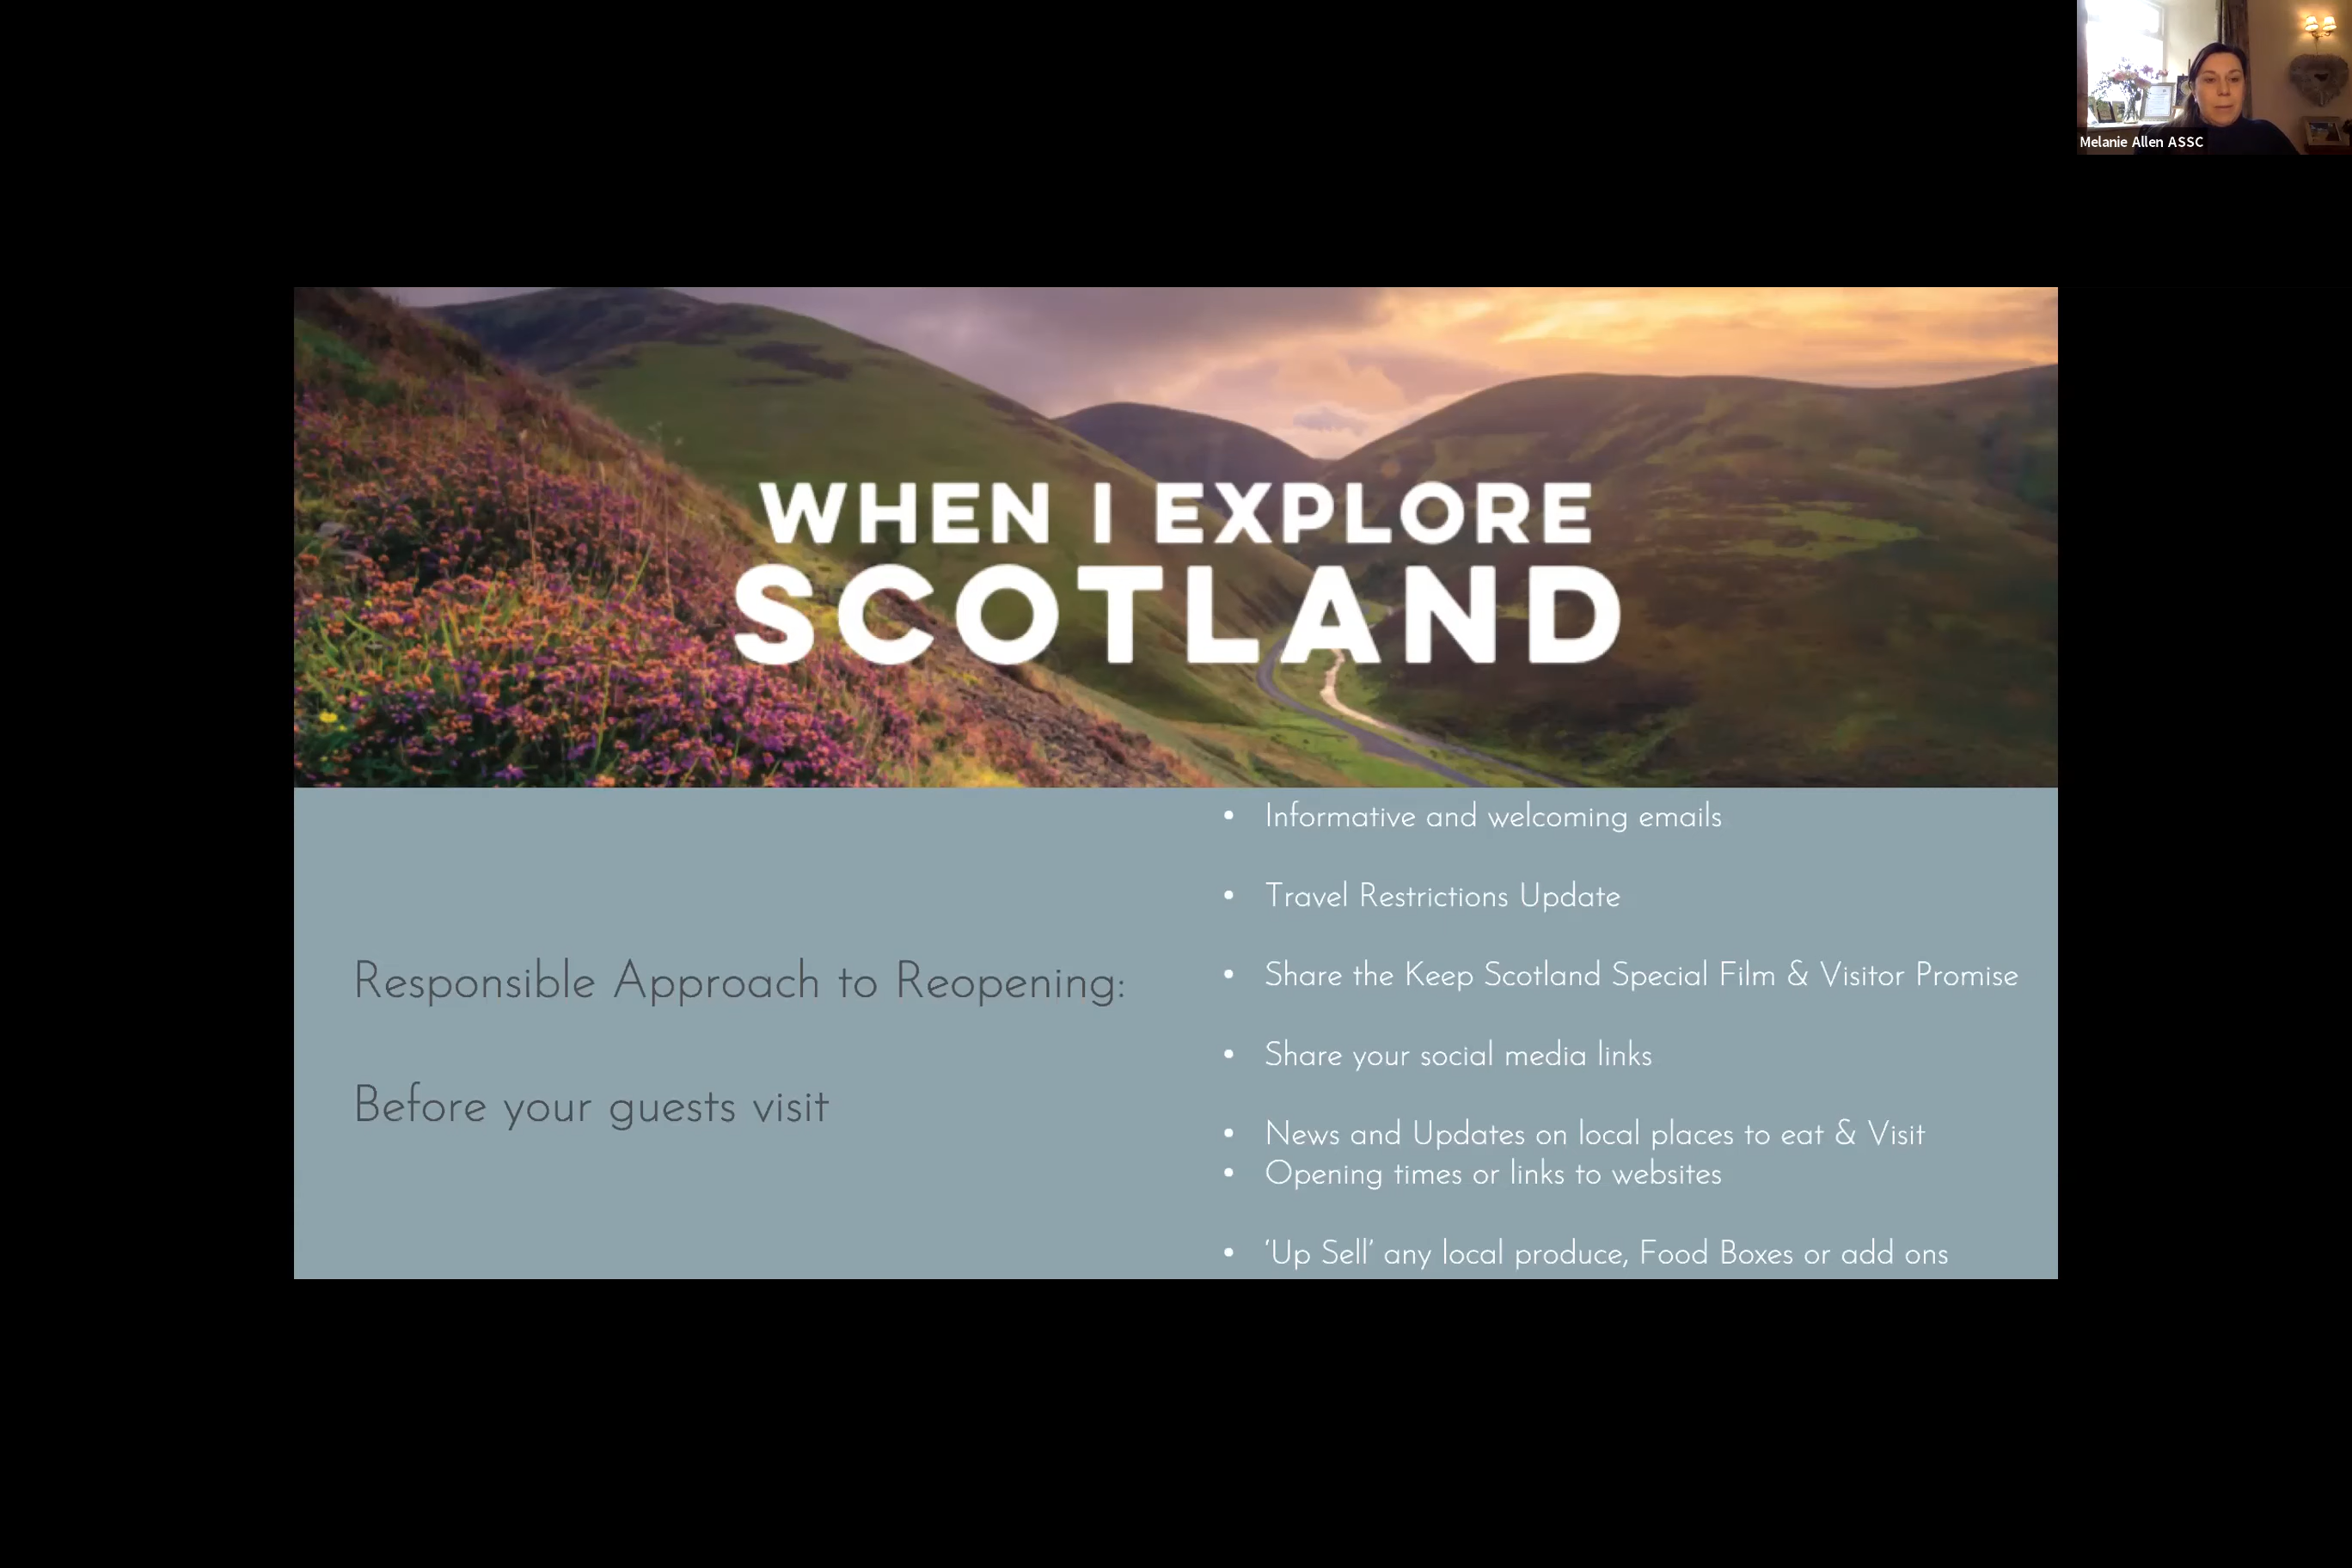 Melanie Allen ASSC
WHEN I EXPLORE
SCOTLAND
Responsible Approach to Reopening:
Before your guests visit
• Informative and welcoming emails
• Travel Restrictions Update
• Share the Keep Scotland Special Film & Visitor Promise
• Share your social media links
• News and Updates on local places to eat & Visit
• Opening times or links to websites
• ‘Up Sell’ any local produce, Food Boxes or add ons